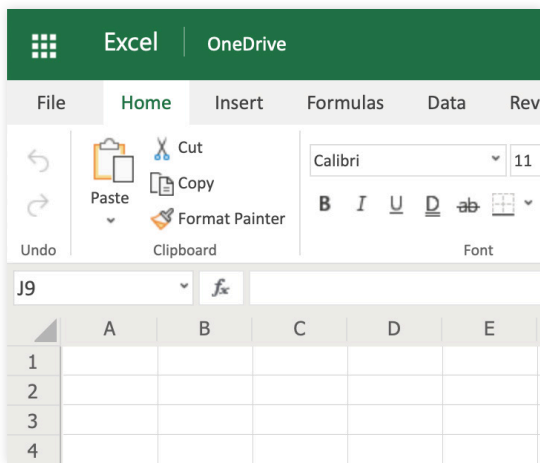 Excel OneDrive
File Home Insert Formulas Data Rev
Cut
Copy
Paste
Format Painter
Calibri 11
B I U D ab
Undo Clipboard Font
J9 fx
A B C D E
1
2
3
4